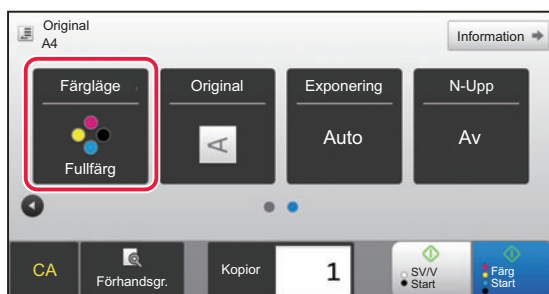 Original
A4
Information
Färgläge
Original
Exponering
N-Upp
A
Auto
Av
Fullfärg
CA
Förhandsgr.
Kopior
1
SV/V
Start
Färg
Start